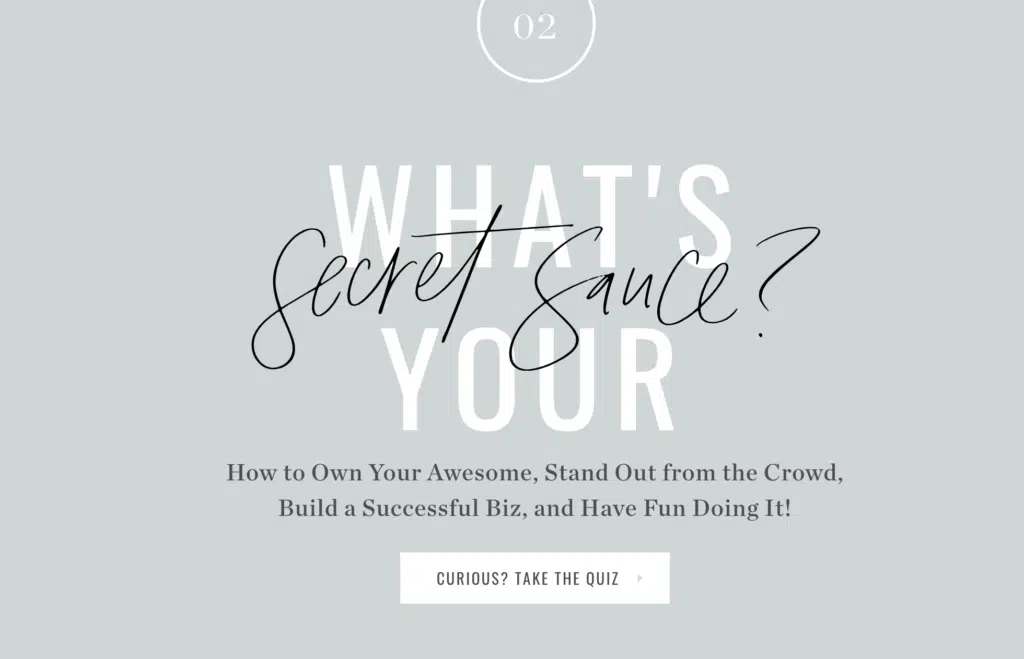 02
WHAT'S
secret sauce?
YOUR
How to Own Your Awesome, Stand Out from the Crowd,
Build a Successful Biz, and Have Fun Doing It!
CURIOUS? TAKE THE QUIZ